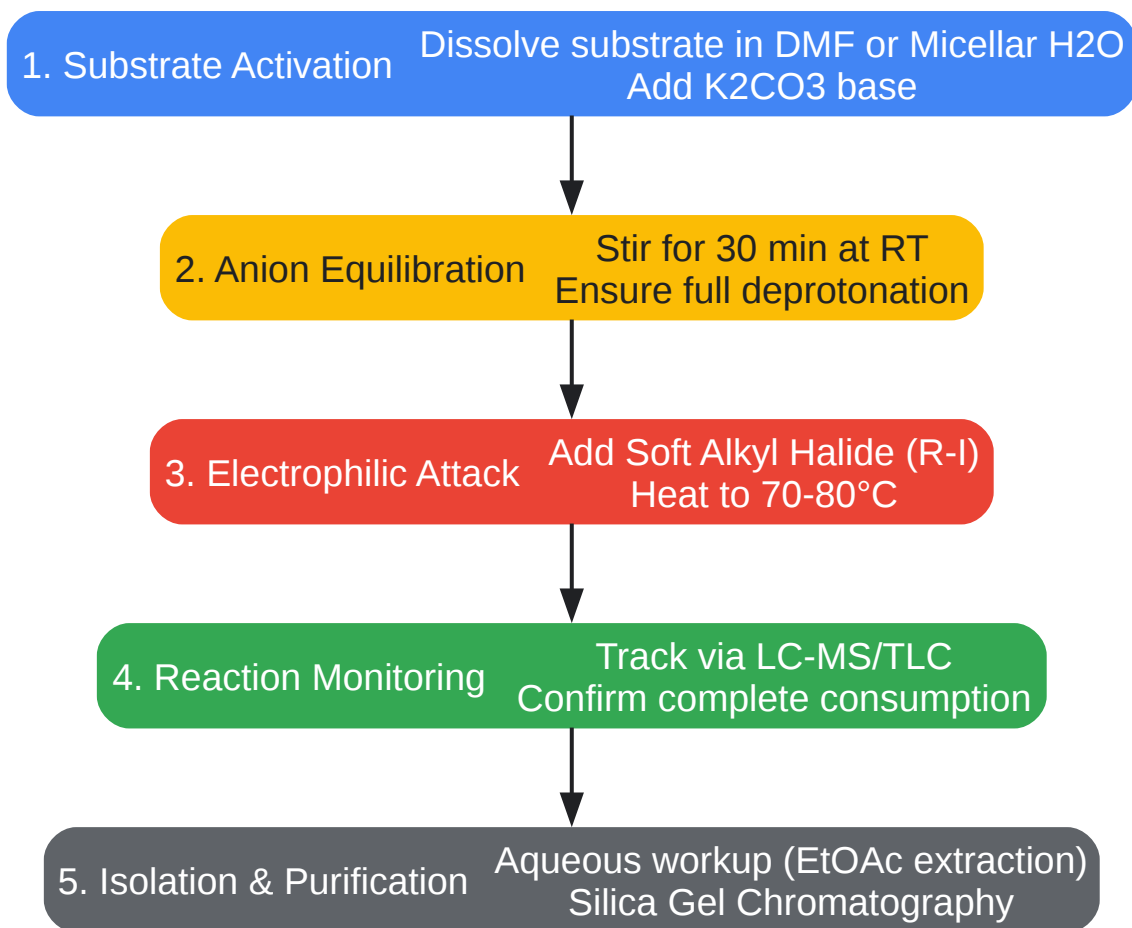 1. Substrate Activation
Dissolve substrate in DMF or Micellar H2O
Add K2CO3 base
2. Anion Equilibration
Stir for 30 min at RT
Ensure full deprotonation
3. Electrophilic Attack
Add Soft Alkyl Halide (R-I)
Heat to 70-80°C
4. Reaction Monitoring
Track via LC-MS/TLC
Confirm complete consumption
5. Isolation & Purification
Aqueous workup (EtOAc extraction)
Silica Gel Chromatography